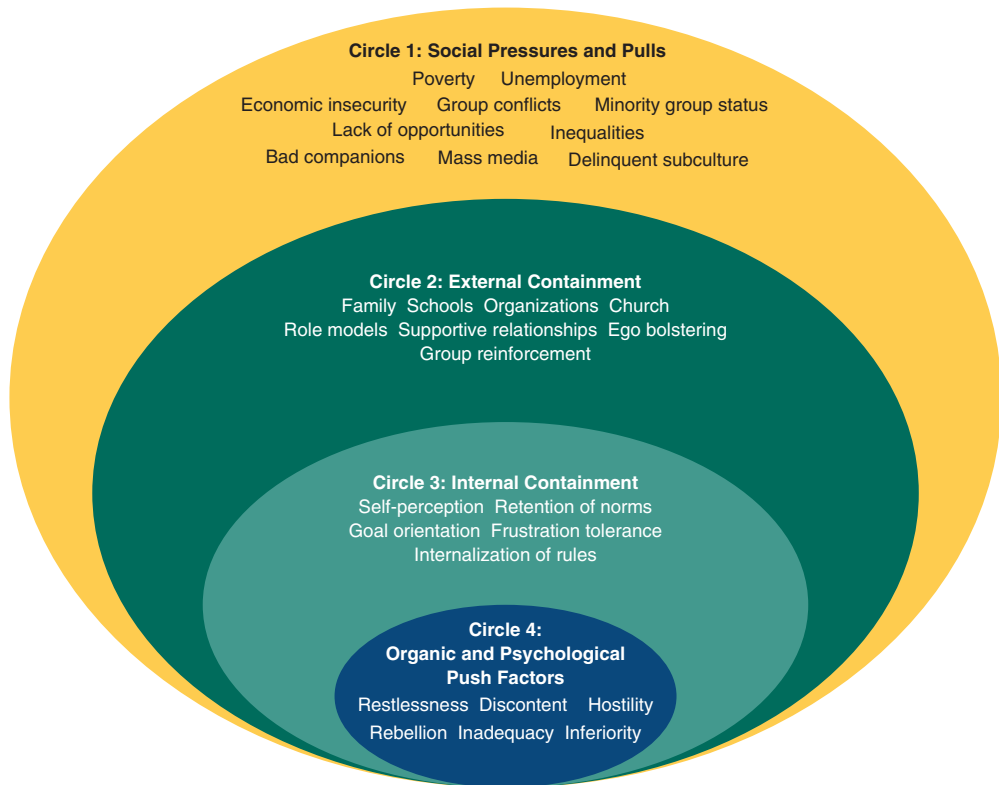 Circle 1: Social Pressures and Pulls
Poverty Unemployment
Economic insecurity Group conflicts Minority group status
Lack of opportunities Inequalities
Bad companions Mass media Delinquent subculture
Circle 2: External Containment
Family Schools Organizations Church
Role models Supportive relationships Ego bolstering
Group reinforcement
Circle 3: Internal Containment
Self-perception Retention of norms
Goal orientation Frustration tolerance
Internalization of rules
Circle 4:
Organic and Psychological
Push Factors
Restlessness Discontent Hostility
Rebellion Inadequacy Inferiority